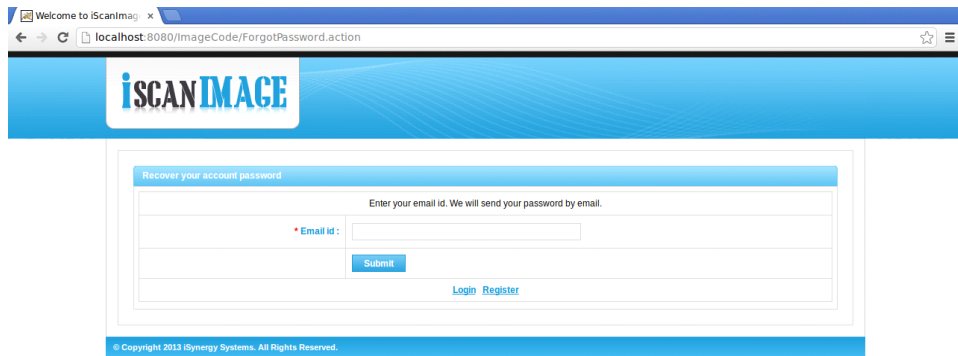 Welcome to iScanImag
localhost:8080/ImageCode/ForgotPassword.action
iSCANIMAGE
Recover your account password
Enter your email id. We will send your password by email.
* Email id :
Submit
Login Register
© Copyright 2013 iSynergy Systems. All Rights Reserved.